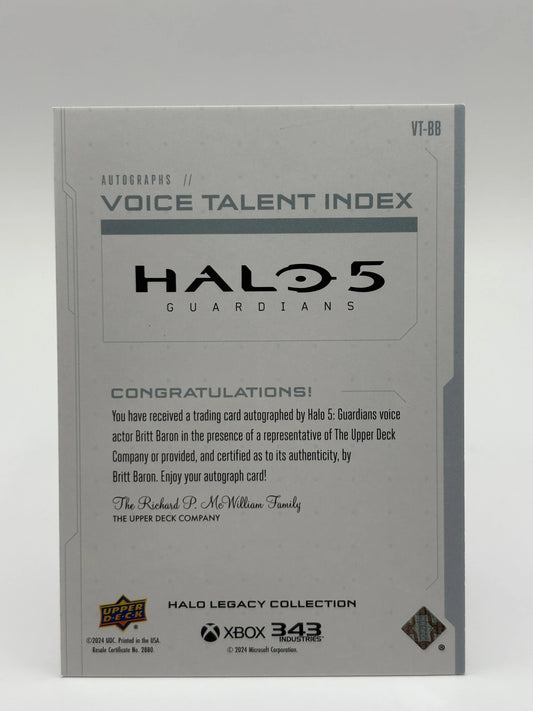 VT-BB
AUTOGRAPHS //
VOICE TALENT INDEX
HALO 5
GUARDIANS
CONGRATULATIONS!
You have received a trading card autographed by Halo 5: Guardians voice
actor Britt Baron in the presence of a representative of The Upper Deck
Company or provided, and certified as to its authenticity, by
Britt Baron. Enjoy your autograph card!
The Richard P. McWilliam Family
THE UPPER DECK COMPANY
UPPER
DECK
HALO LEGACY COLLECTION
©2024 UDC. Printed in the USA.
Resale Certificate No. 2880.
XBOX 343
INDUSTRIES™
© 2024 Microsoft Corporation.
®